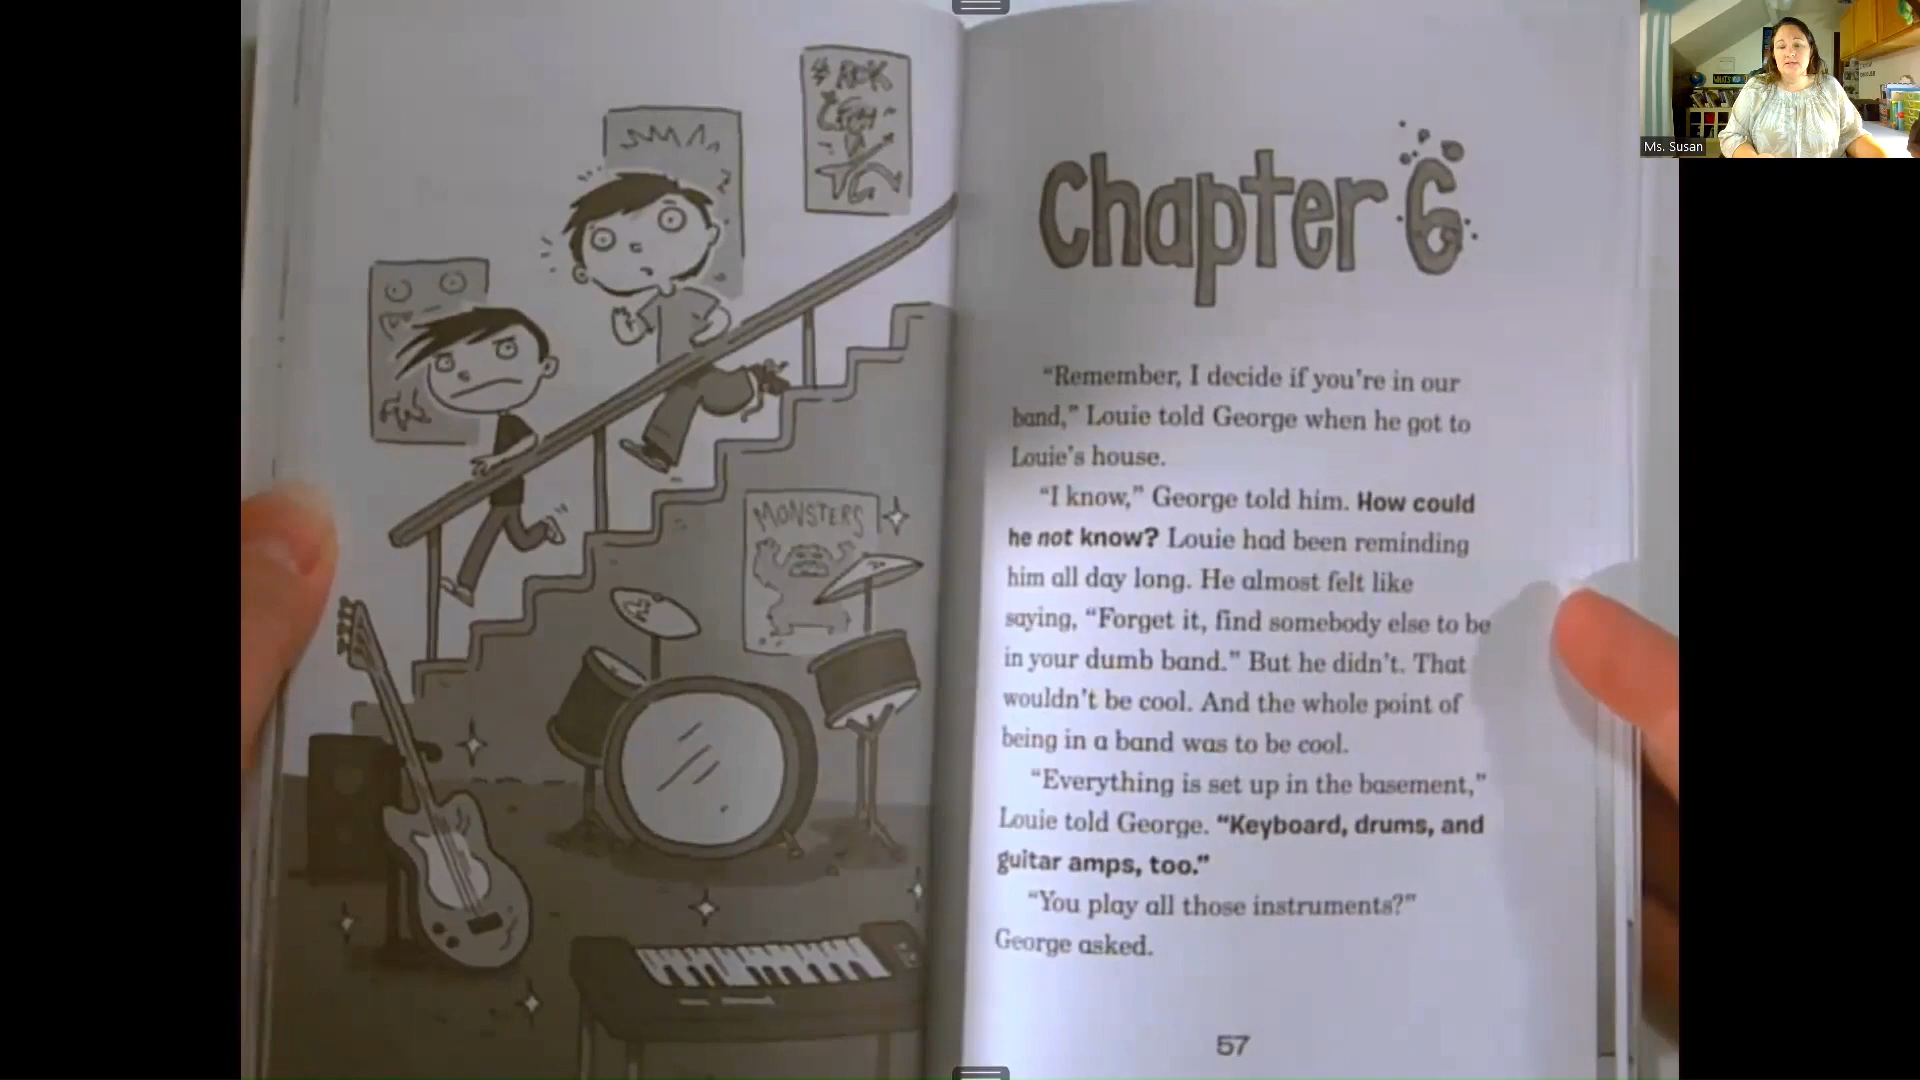 ROCK
MONSTERS
Chapter 6
“Remember, I decide if you’re in our
band,” Louie told George when he got to
Louie’s house.
“I know,” George told him. How could
he not know? Louie had been reminding
him all day long. He almost felt like
saying, “Forget it, find somebody else to be
in your dumb band.” But he didn’t. That
wouldn’t be cool. And the whole point of
being in a band was to be cool.
“Everything is set up in the basement,”
Louie told George. “Keyboard, drums, and
guitar amps, too.”
“You play all those instruments?”
George asked.
57
Ms. Susan